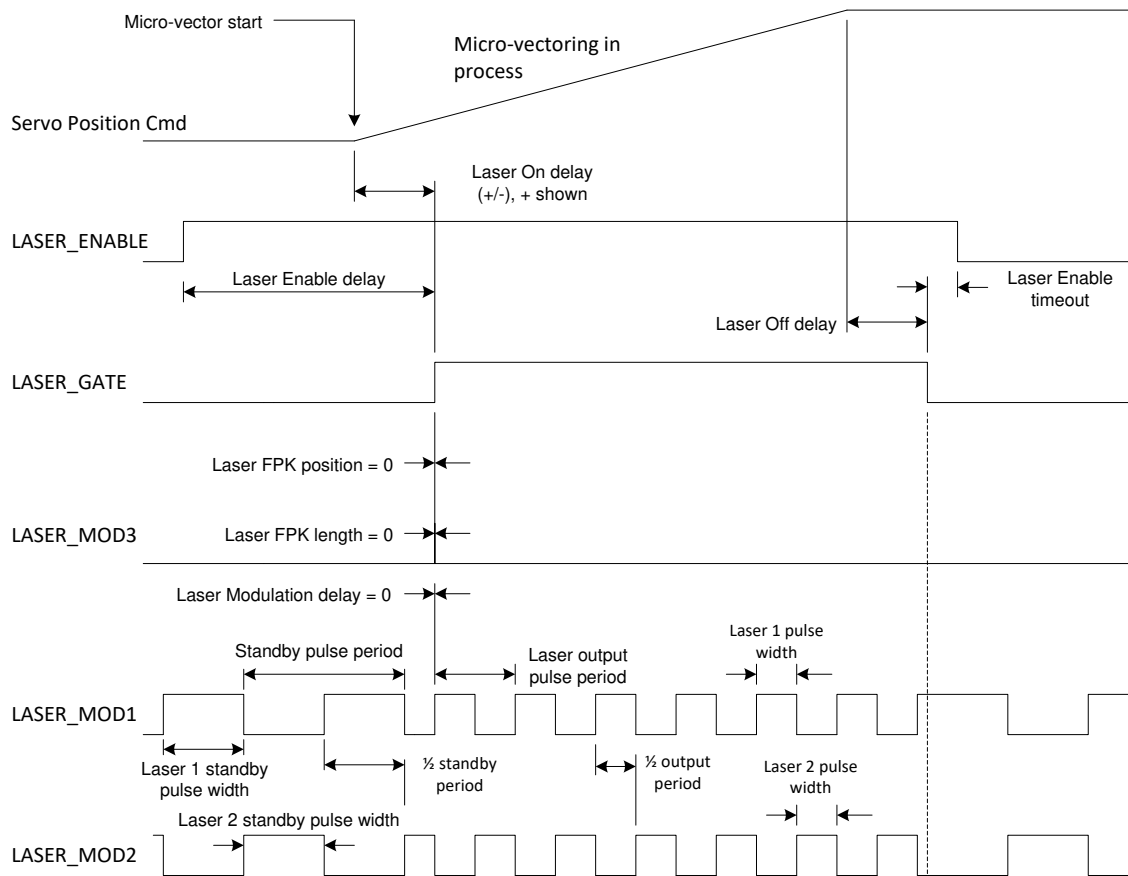 Micro-vector start
Micro-vectoring in
process
Servo Position Cmd
Laser On delay
(+/-), + shown
LASER_ENABLE
Laser Enable delay
Laser Enable
timeout
Laser Off delay
LASER_GATE
Laser FPK position = 0
LASER_MOD3
Laser FPK length = 0
Laser Modulation delay = 0
Standby pulse period
Laser output
pulse period
Laser 1 pulse
width
LASER_MOD1
Laser 1 standby
pulse width
½ standby
period
½ output
period
Laser 2 pulse
width
Laser 2 standby pulse width
LASER_MOD2